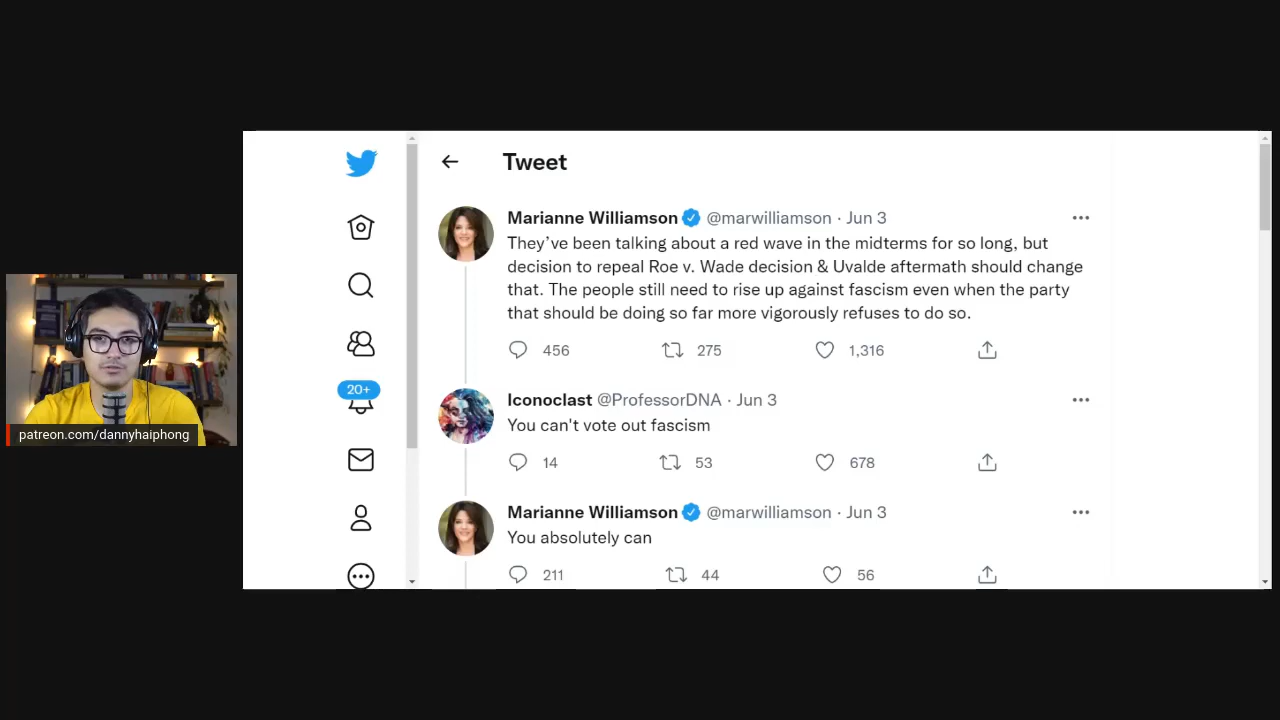 Tweet
Marianne Williamson @marwilliamson · Jun 3
They’ve been talking about a red wave in the midterms for so long, but
decision to repeal Roe v. Wade decision & Uvalde aftermath should change
that. The people still need to rise up against fascism even when the party
that should be doing so far more vigorously refuses to do so.
456 275 1,316
20+
Iconoclast @ProfessorDNA · Jun 3
You can't vote out fascism
14 53 678
patreon.com/dannyhaiphong
Marianne Williamson @marwilliamson · Jun 3
You absolutely can
211 44 56